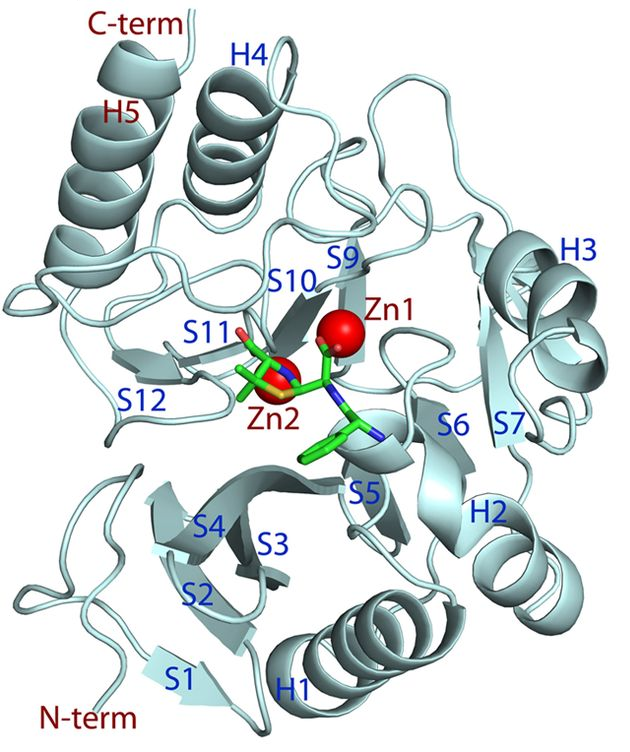 C-term
H4
H5
H3
S9
S10
Zn1
S11
S12
Zn2
S6
S7
S5
H2
S4
S3
S2
S1
H1
N-term